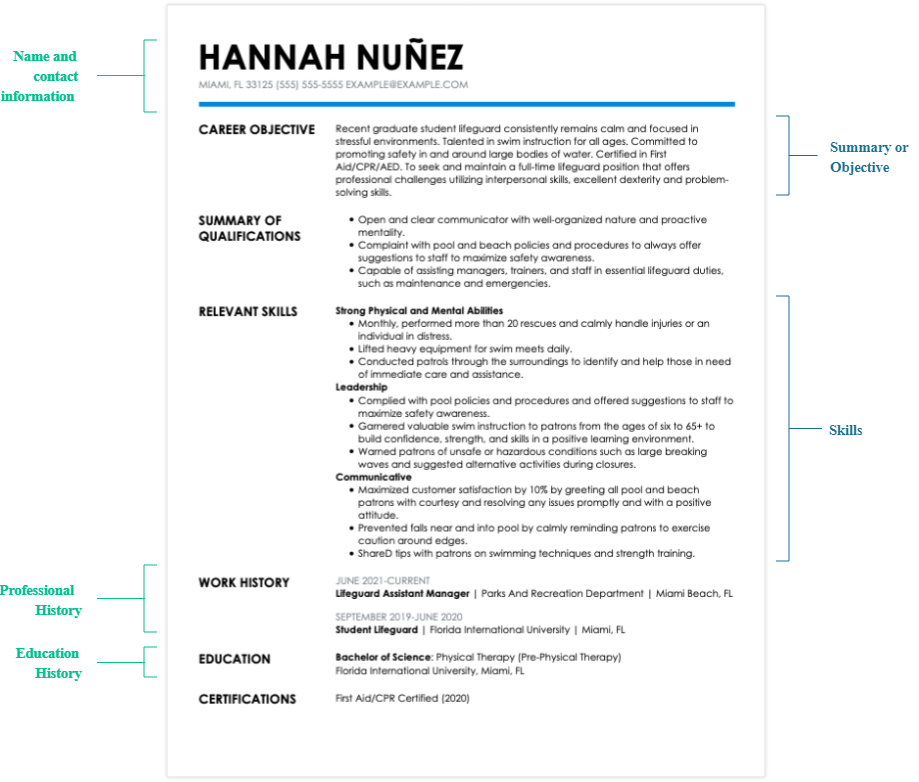 Name and
contact
information
HANNAH NUÑEZ
MIAMI, FL 33125 (555) 555-5555 EXAMPLE@EXAMPLE.COM
CAREER OBJECTIVE
Recent graduate student lifeguard consistently remains calm and focused in
stressful environments. Talented in swim instruction for all ages. Committed to
promoting safety in and around large bodies of water. Certified in First
Aid/CPR/AED. To seek and maintain a full-time lifeguard position that offers
professional challenges utilizing interpersonal skills, excellent dexterity and problem-
solving skills.
Summary or
Objective
SUMMARY OF
QUALIFICATIONS
• Open and clear communicator with well-organized nature and proactive
mentality.
• Complaint with pool and beach policies and procedures to always offer
suggestions to staff to maximize safety awareness.
• Capable of assisting managers, trainers, and staff in essential lifeguard duties,
such as maintenance and emergencies.
RELEVANT SKILLS
Strong Physical and Mental Abilities
• Monthly, performed more than 20 rescues and calmly handle injuries or an
individual in distress.
• Lifted heavy equipment for swim meets daily.
• Conducted patrols through the surroundings to identify and help those in need
of immediate care and assistance.
Leadership
• Complied with pool policies and procedures and offered suggestions to staff to
maximize safety awareness.
• Garnered valuable swim instruction to patrons from the ages of six to 65+ to
build confidence, strength, and skills in a positive learning environment.
• Warned patrons of unsafe or hazardous conditions such as large breaking
waves and suggested alternative activities during closures.
Communicative
• Maximized customer satisfaction by 10% by greeting all pool and beach
patrons with courtesy and resolving any issues promptly and with a positive
attitude.
• Prevented falls near and into pool by calmly reminding patrons to exercise
caution around edges.
• ShareD tips with patrons on swimming techniques and strength training.
Skills
Professional
History
WORK HISTORY
JUNE 2021-CURRENT
Lifeguard Assistant Manager | Parks And Recreation Department | Miami Beach, FL
SEPTEMBER 2019-JUNE 2020
Student Lifeguard | Florida International University | Miami, FL
Education
History
EDUCATION
Bachelor of Science: Physical Therapy (Pre-Physical Therapy)
Florida International University, Miami, FL
CERTIFICATIONS
First Aid/CPR Certified (2020)